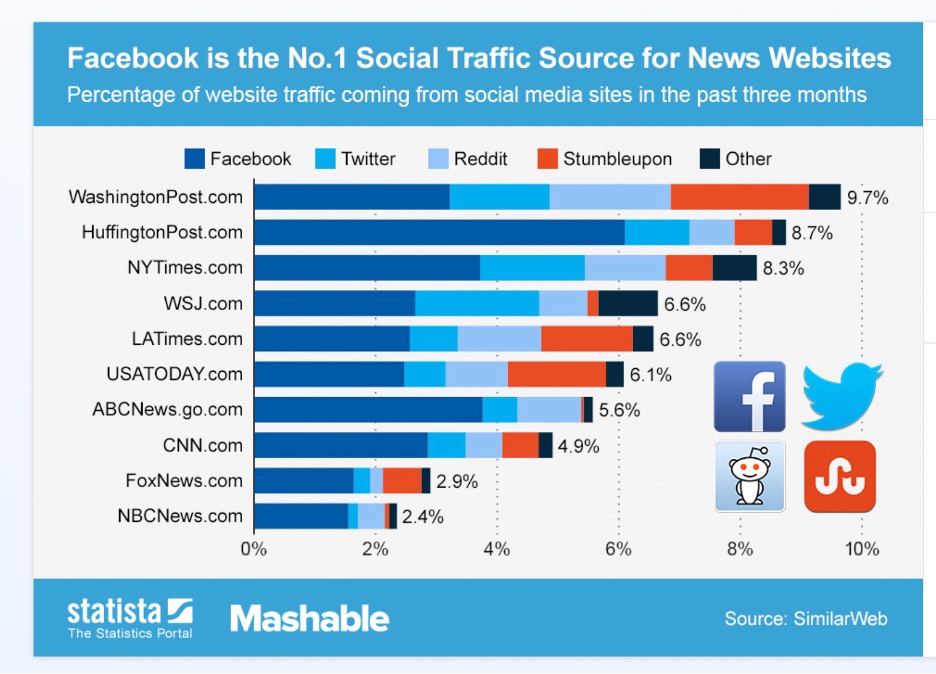 Facebook is the No.1 Social Traffic Source for News Websites
Percentage of website traffic coming from social media sites in the past three months
Facebook Twitter Reddit Stumbleupon Other
WashingtonPost.com 9.7%
HuffingtonPost.com 8.7%
NYTimes.com 8.3%
WSJ.com 6.6%
LATimes.com 6.6%
USATODAY.com 6.1%
ABCNews.go.com 5.6%
CNN.com 4.9%
FoxNews.com 2.9%
NBCNews.com 2.4%
0% 2% 4% 6% 8% 10%
statista Mashable Source: SimilarWeb
The Statistics Portal